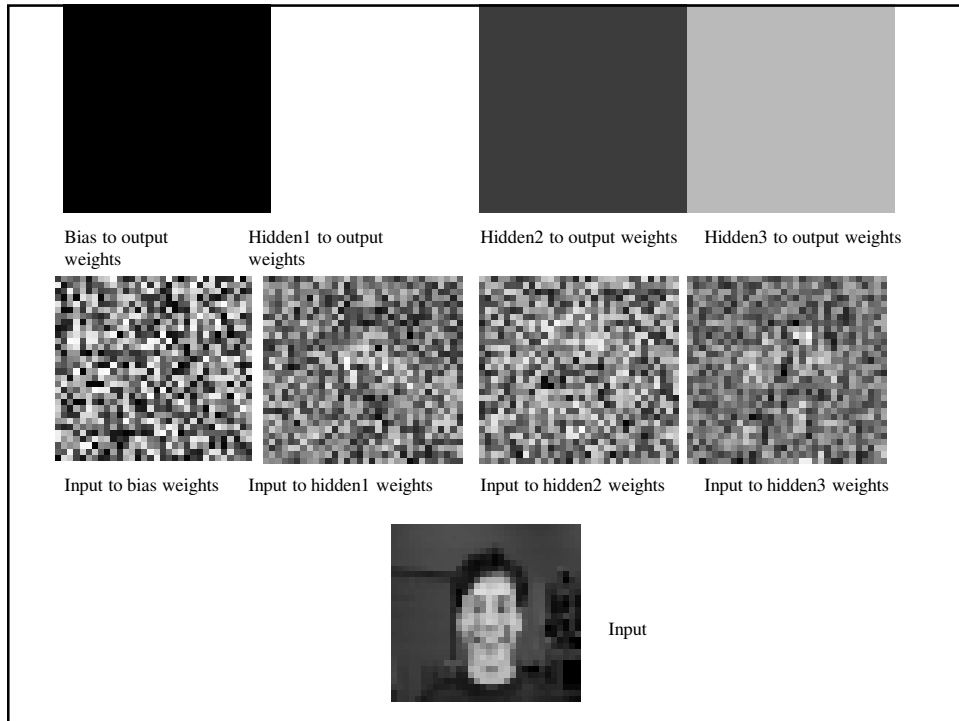 Bias to output
weights
Hidden1 to output
weights
Hidden2 to output weights
Hidden3 to output weights
Input to bias weights
Input to hidden1 weights
Input to hidden2 weights
Input to hidden3 weights
Input